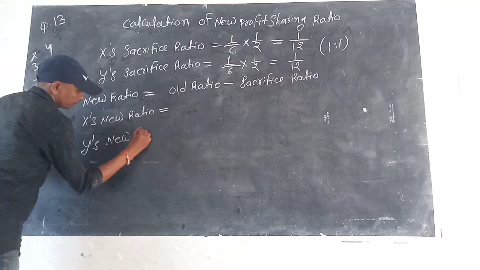 Q.13
Calculation of New Profit Sharing Ratio
X Y
3
X's Sacrifice Ratio = 1/6 × 1/2 = 1/12 (1:1)
Y's Sacrifice Ratio = 1/6 × 1/2 = 1/12
New Ratio = Old Ratio - Sacrifice Ratio
X's New Ratio =
Y's New